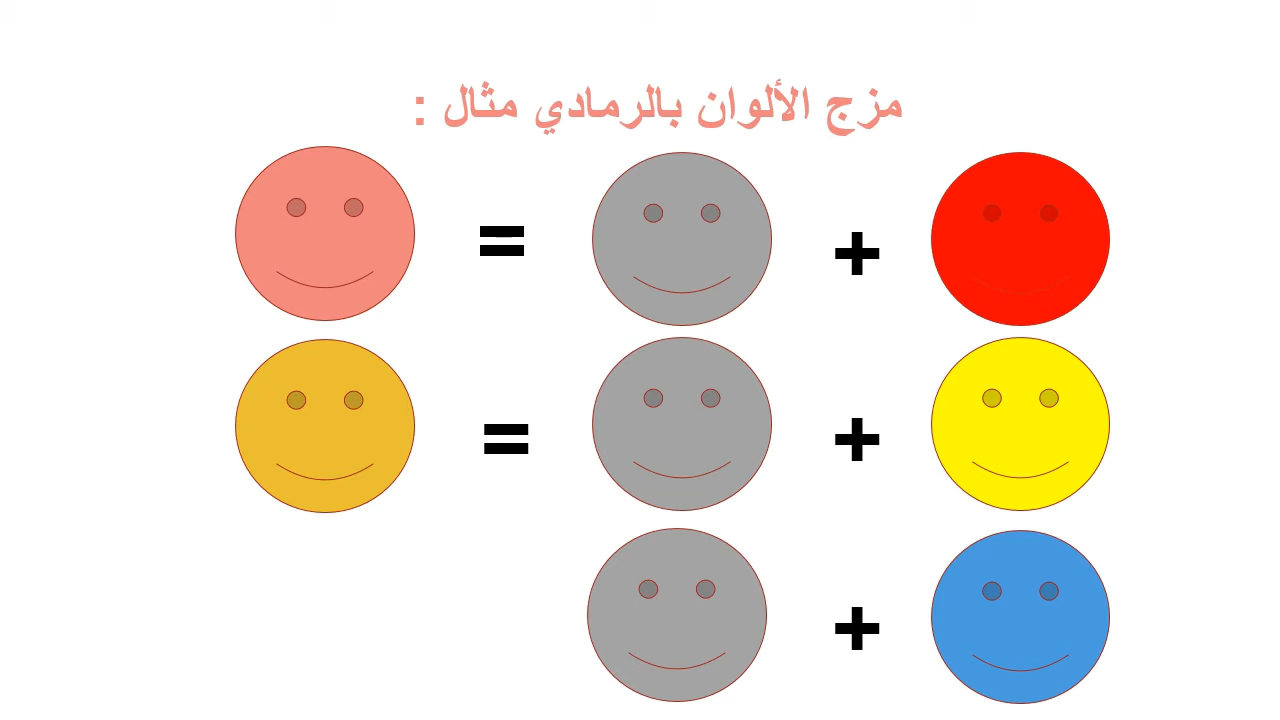 مزج الألوان بالرمادي مثال :
+ =
+ =
+